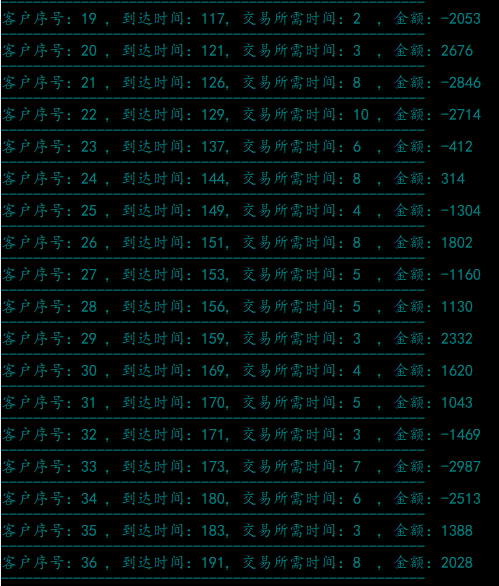 客户序号：19 ，到达时间：117，交易所需时间：2 ，金额：-2053
客户序号：20 ，到达时间：121，交易所需时间：3 ，金额：2676
客户序号：21 ，到达时间：126，交易所需时间：8 ，金额：-2846
客户序号：22 ，到达时间：129，交易所需时间：10 ，金额：-2714
客户序号：23 ，到达时间：137，交易所需时间：6 ，金额：-412
客户序号：24 ，到达时间：144，交易所需时间：8 ，金额：314
客户序号：25 ，到达时间：149，交易所需时间：4 ，金额：-1304
客户序号：26 ，到达时间：151，交易所需时间：8 ，金额：1802
客户序号：27 ，到达时间：153，交易所需时间：5 ，金额：-1160
客户序号：28 ，到达时间：156，交易所需时间：5 ，金额：1130
客户序号：29 ，到达时间：159，交易所需时间：3 ，金额：2332
客户序号：30 ，到达时间：169，交易所需时间：4 ，金额：1620
客户序号：31 ，到达时间：170，交易所需时间：5 ，金额：1043
客户序号：32 ，到达时间：171，交易所需时间：3 ，金额：-1469
客户序号：33 ，到达时间：173，交易所需时间：7 ，金额：-2987
客户序号：34 ，到达时间：180，交易所需时间：6 ，金额：-2513
客户序号：35 ，到达时间：183，交易所需时间：3 ，金额：1388
客户序号：36 ，到达时间：191，交易所需时间：8 ，金额：2028